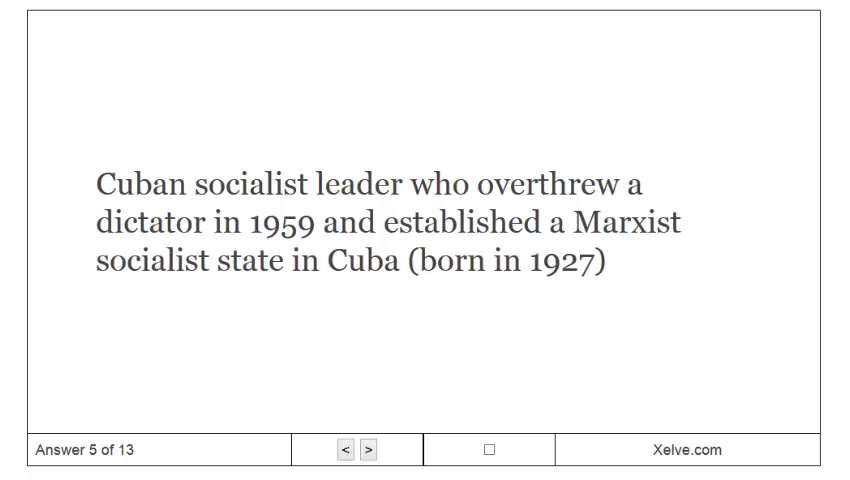 Cuban socialist leader who overthrew a
dictator in 1959 and established a Marxist
socialist state in Cuba (born in 1927)
Answer 5 of 13
< >
Xelve.com